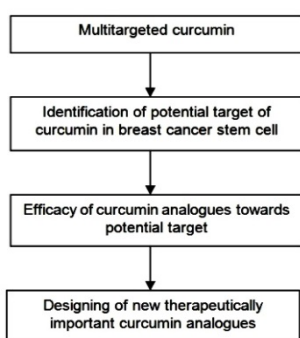 Multitargeted curcumin
Identification of potential target of
curcumin in breast cancer stem cell
Efficacy of curcumin analogues towards
potential target
Designing of new therapeutically
important curcumin analogues